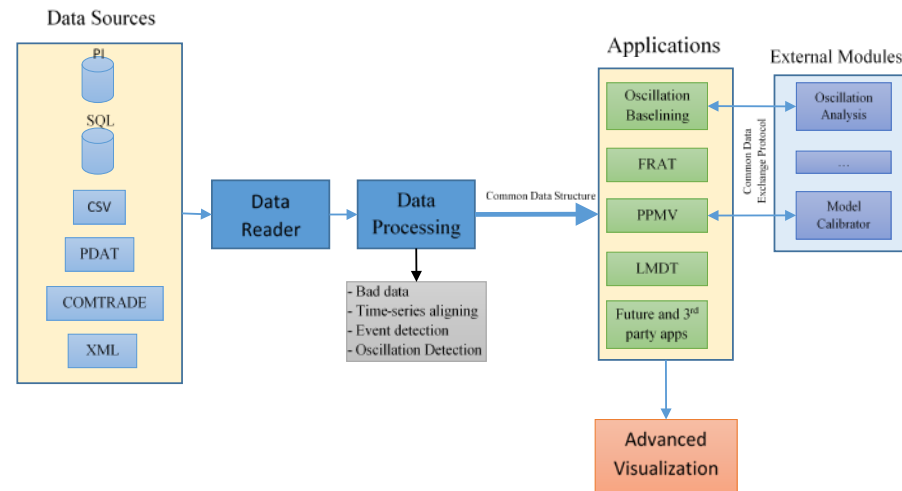 Data Sources
PI
SQL
CSV
PDAT
COMTRADE
XML
Data
Reader
Data
Processing
- Bad data
- Time-series aligning
- Event detection
- Oscillation Detection
Common Data Structure
Applications
Oscillation
Baselining
FRAT
PPMV
LMDT
Future and 3rd
party apps
Common Data
Exchange Protocol
External Modules
Oscillation
Analysis
...
Model
Calibrator
Advanced
Visualization